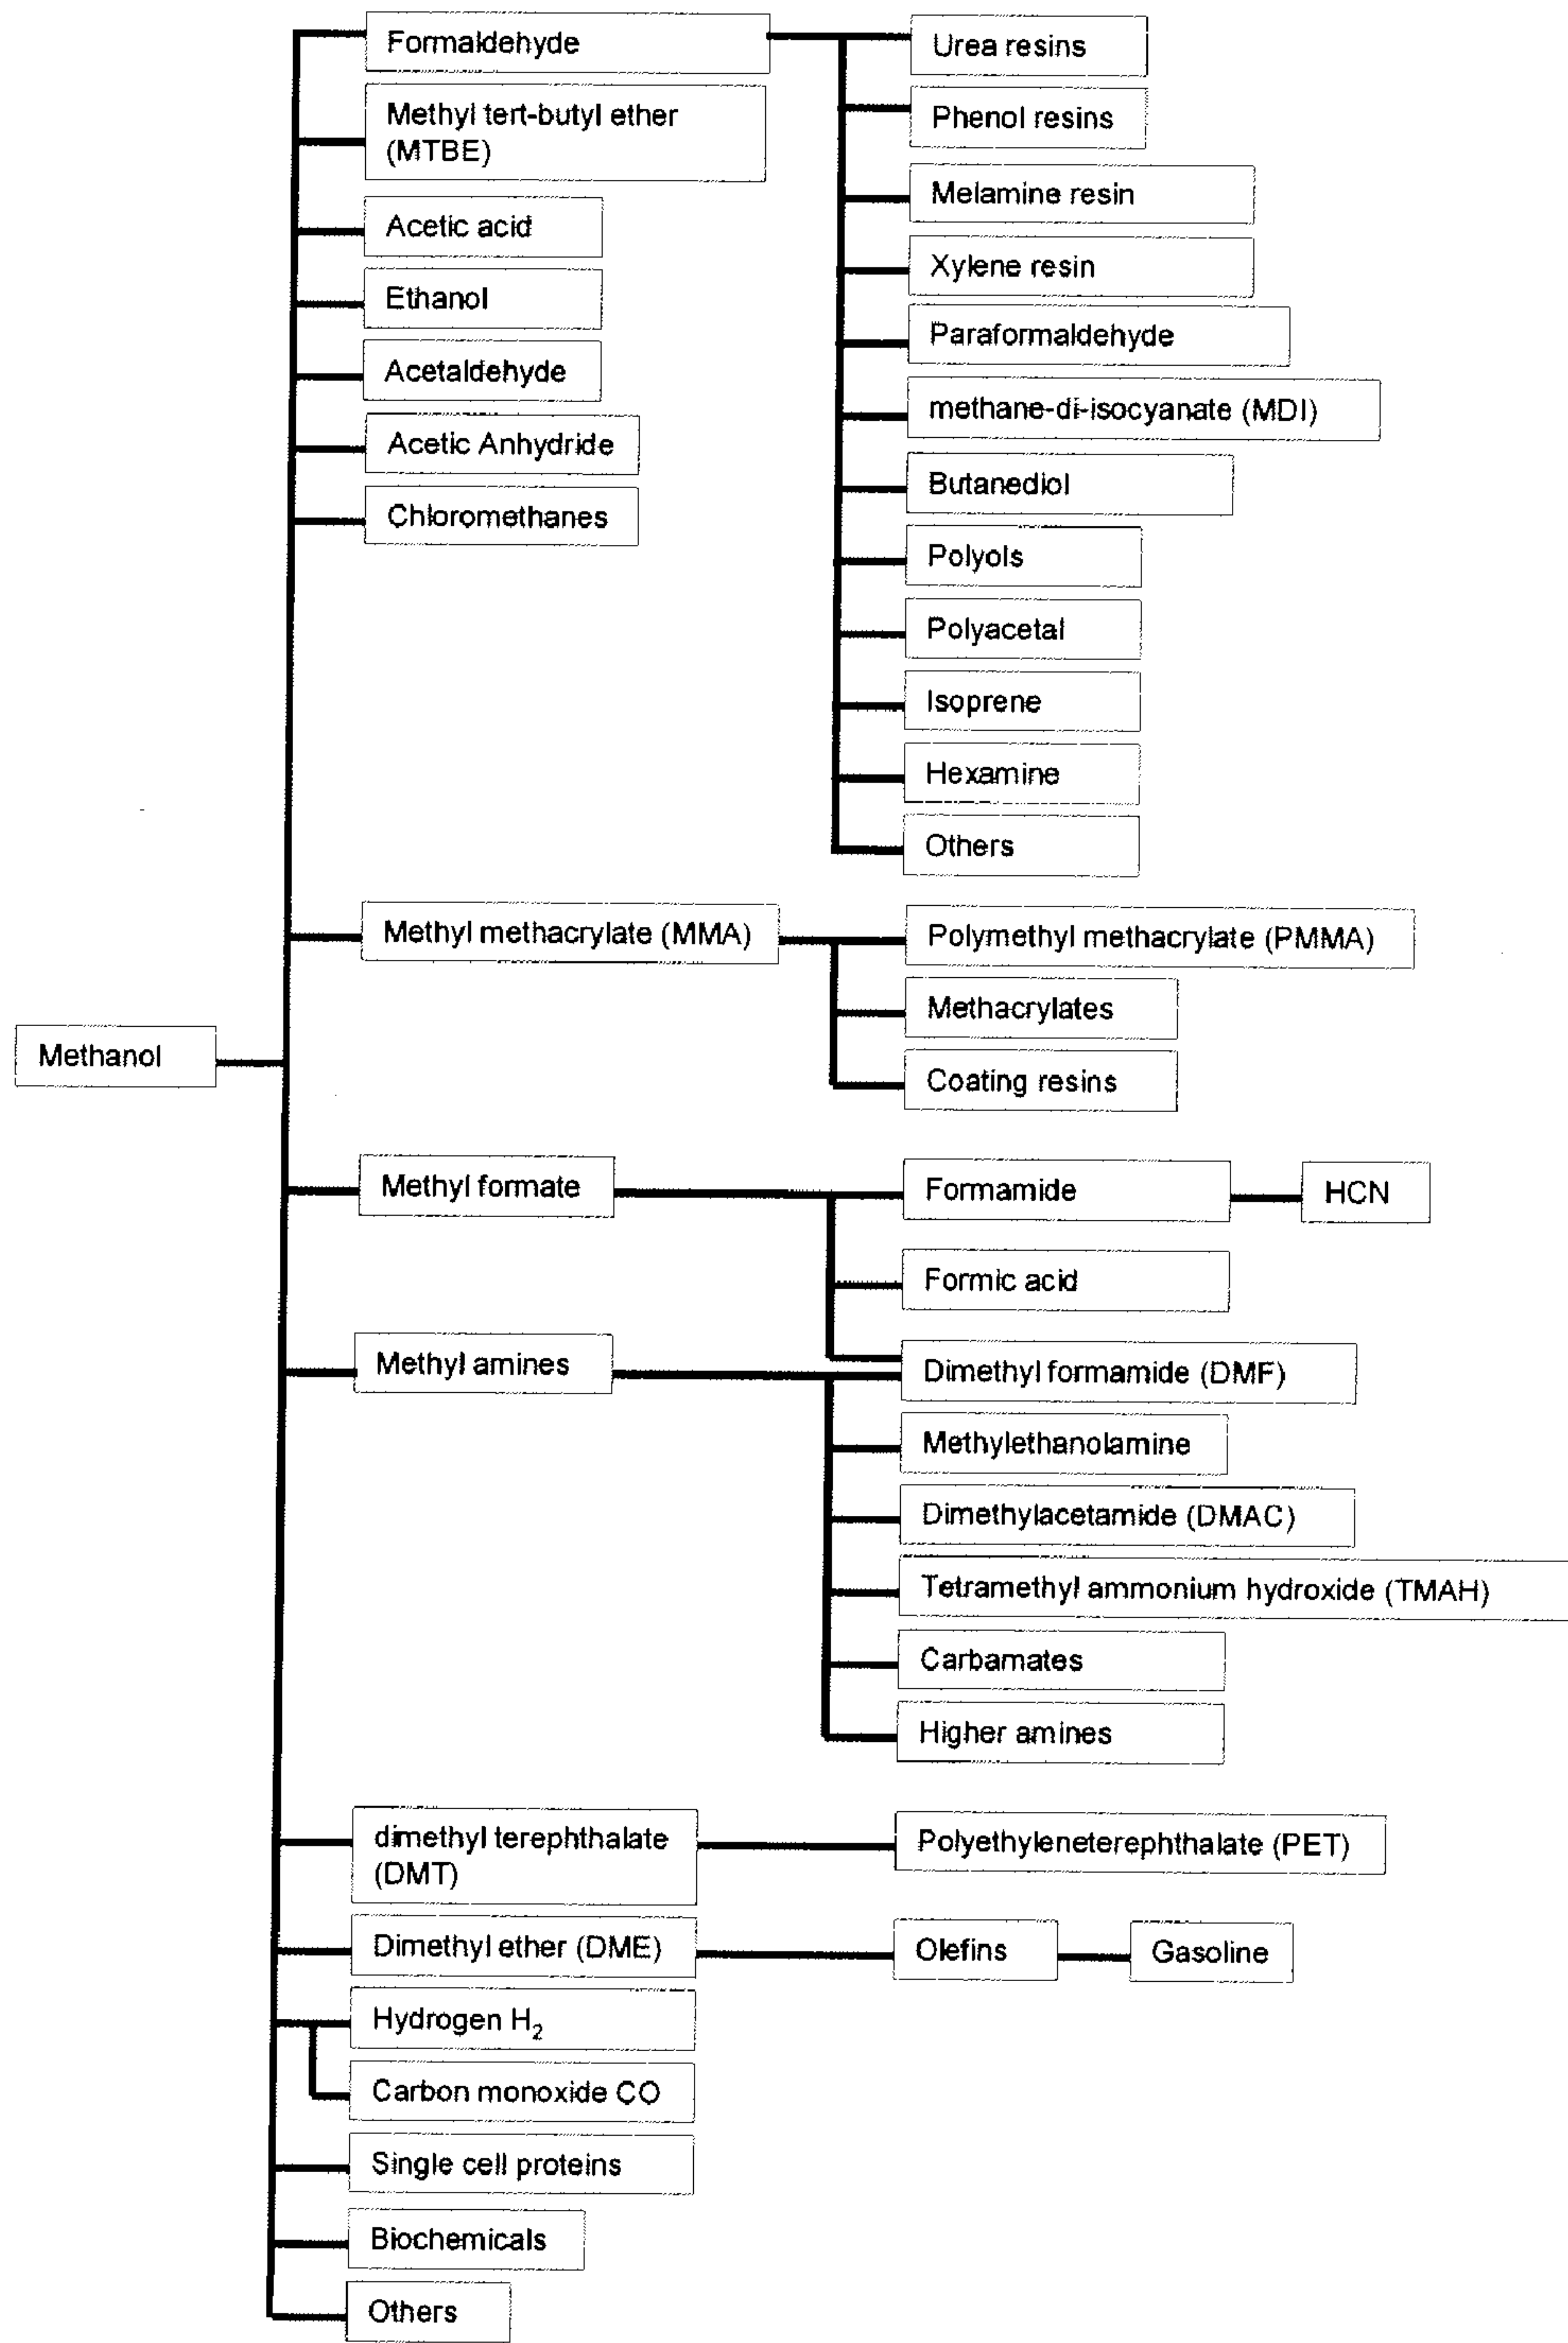 Formaldehyde
Methyl tert-butyl ether
(MTBE)
Acetic acid
Ethanol
Acetaldehyde
Acetic Anhydride
Chloromethanes
Urea resins
Phenol resins
Melamine resin
Xylene resin
Paraformaldehyde
methane-di-isocyanate (MDI)
Butanediol
Polyols
Polyacetal
Isoprene
Hexamine
Others
Methyl methacrylate (MMA)
Polymethyl methacrylate (PMMA)
Methacrylates
Coating resins
Methanol
Methyl formate
Formamide
HCN
Formic acid
Methyl amines
Dimethyl formamide (DMF)
Methylethanolamine
Dimethylacetamide (DMAC)
Tetramethyl ammonium hydroxide (TMAH)
Carbamates
Higher amines
dimethyl terephthalate
(DMT)
Polyethyleneterephthalate (PET)
Dimethyl ether (DME)
Olefins
Gasoline
Hydrogen H₂
Carbon monoxide CO
Single cell proteins
Biochemicals
Others